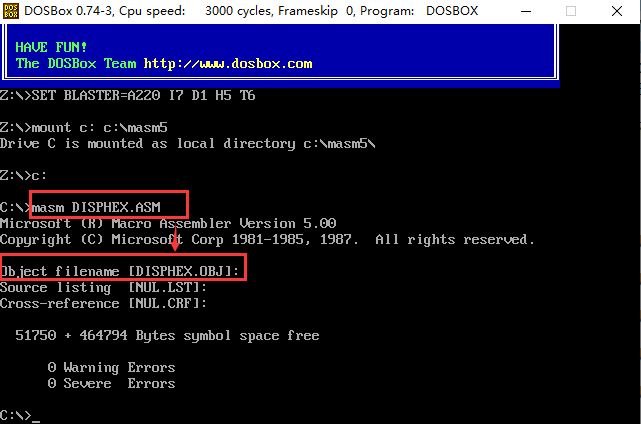 DOSBox 0.74-3, Cpu speed: 3000 cycles, Frameskip 0, Program: DOSBOX
HAVE FUN!
The DOSBox Team http://www.dosbox.com
Z:\>SET BLASTER=A220 I7 D1 H5 T6
Z:\>mount c: c:\masm5
Drive C is mounted as local directory c:\masm5\
Z:\>c:
C:\>masm DISPHEX.ASM
Microsoft (R) Macro Assembler Version 5.00
Copyright (C) Microsoft Corp 1981-1985, 1987.  All rights reserved.
Object filename [DISPHEX.OBJ]:
Source listing  [NUL.LST]:
Cross-reference [NUL.CRF]:
51750 + 464794 Bytes symbol space free
0 Warning Errors
0 Severe  Errors
C:\>_